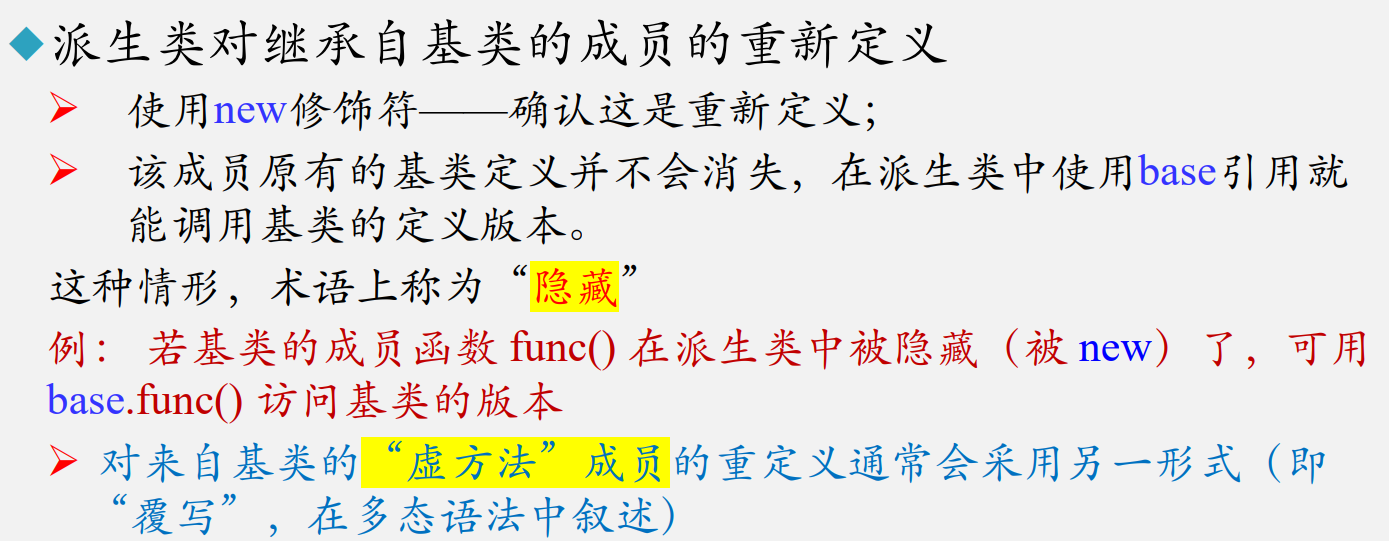 派生类对继承自基类的成员的重新定义
使用new修饰符——确认这是重新定义；
该成员原有的基类定义并不会消失，在派生类中使用base引用就
能调用基类的定义版本。
这种情形，术语上称为“隐藏”
例： 若基类的成员函数 func() 在派生类中被隐藏（被 new）了，可用
base.func() 访问基类的版本
对来自基类的“虚方法”成员的重定义通常会采用另一形式（即
“覆写”，在多态语法中叙述）